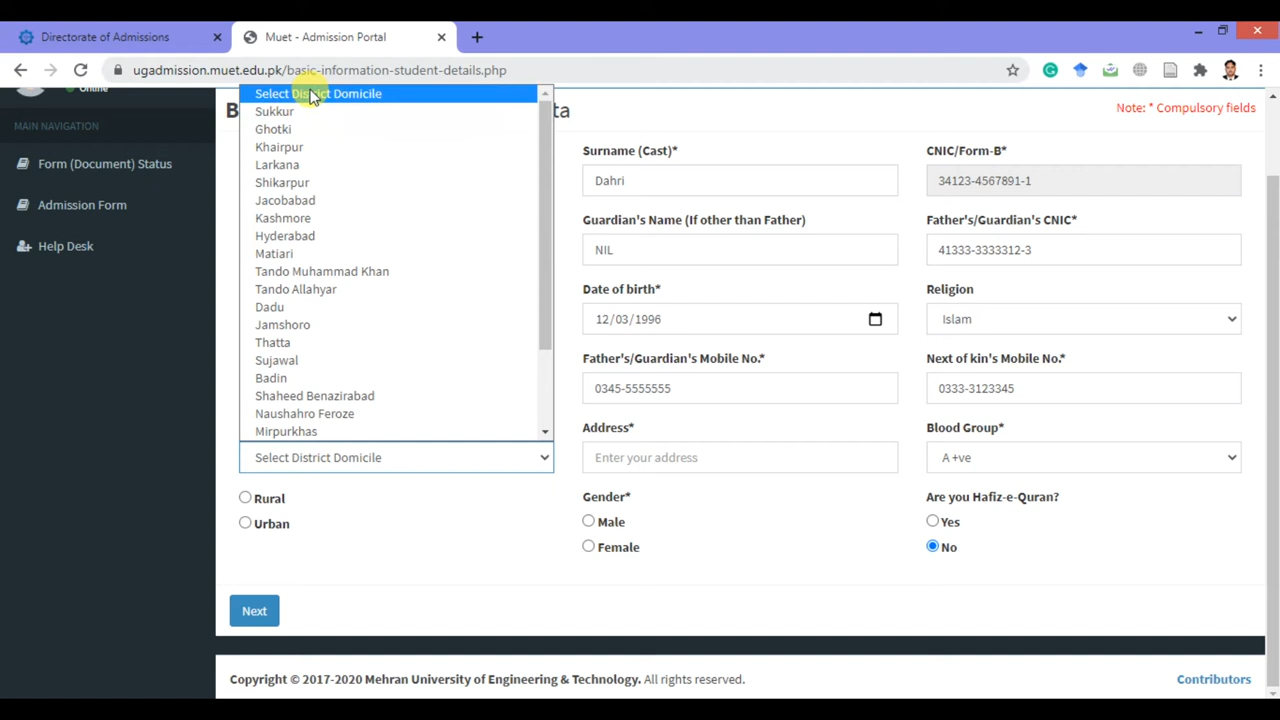 Directorate of Admissions
Muet - Admission Portal
ugadmission.muet.edu.pk/basic-information-student-details.php
Online
MAIN NAVIGATION
Form (Document) Status
Admission Form
Help Desk
B
ta
Note: * Compulsory fields
Select District Domicile
Sukkur
Ghotki
Khairpur
Larkana
Shikarpur
Jacobabad
Kashmore
Hyderabad
Matiari
Tando Muhammad Khan
Tando Allahyar
Dadu
Jamshoro
Thatta
Sujawal
Badin
Shaheed Benazirabad
Naushahro Feroze
Mirpurkhas
Select District Domicile
Rural
Urban
Surname (Cast)*
Dahri
CNIC/Form-B*
34123-4567891-1
Guardian's Name (If other than Father)
NIL
Father's/Guardian's CNIC*
41333-3333312-3
Date of birth*
12/03/1996
Religion
Islam
Father's/Guardian's Mobile No.*
0345-5555555
Next of kin's Mobile No.*
0333-3123345
Address*
Enter your address
Blood Group*
A +ve
Gender*
Male
Female
Are you Hafiz-e-Quran?
Yes
No
Next
Copyright © 2017-2020 Mehran University of Engineering & Technology. All rights reserved.
Contributors